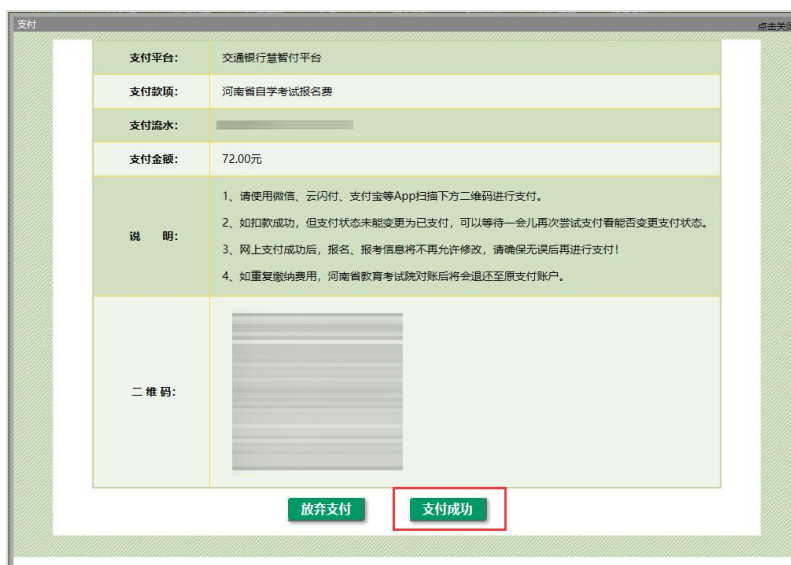 支付
点击关闭
支付平台： 交通银行慧智付平台
支付款项： 河南省自学考试报名费
支付流水：
支付金额： 72.00元
说 明：
1、请使用微信、云闪付、支付宝等App扫描下方二维码进行支付。
2、如扣款成功，但支付状态未能变更为已支付，可以等待一会儿再次尝试支付看能否变更支付状态。
3、网上支付成功后，报名、报考信息将不再允许修改，请确保无误后再进行支付！
4、如重复缴纳费用，河南省教育考试院对账后将会退还至原支付账户。
二 维 码：
放弃支付 支付成功